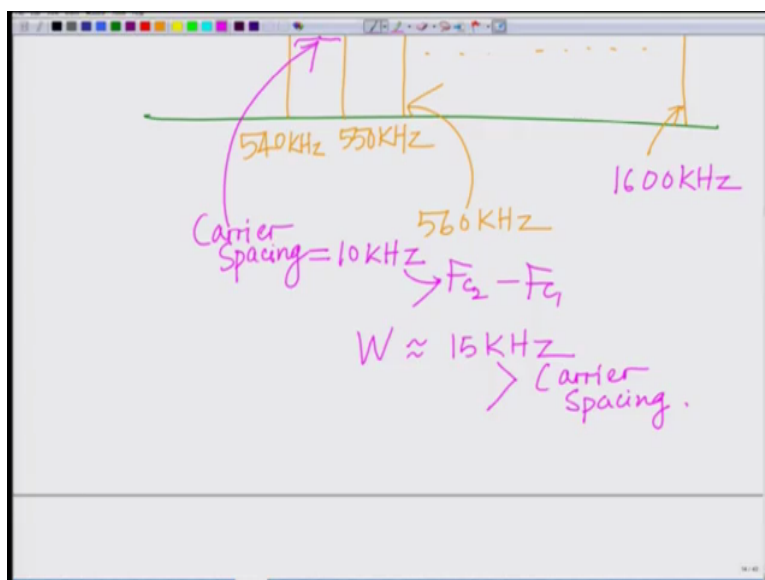 540KHz 550KHz
1600KHz
560KHz
Carrier
Spacing = 10KHz
Fc2 - Fc1
W ≈ 15KHz
> Carrier
Spacing.